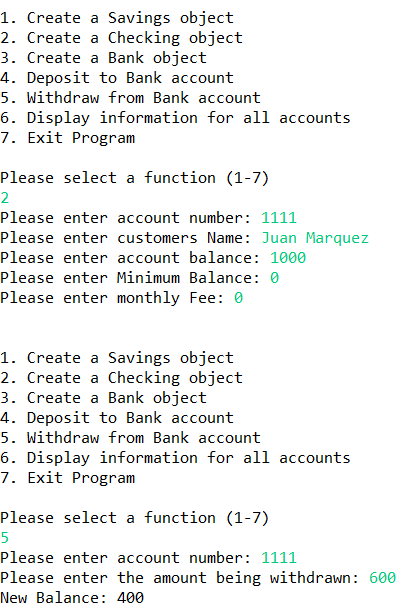 1. Create a Savings object
2. Create a Checking object
3. Create a Bank object
4. Deposit to Bank account
5. Withdraw from Bank account
6. Display information for all accounts
7. Exit Program
Please select a function (1-7)
2
Please enter account number: 1111
Please enter customers Name: Juan Marquez
Please enter account balance: 1000
Please enter Minimum Balance: 0
Please enter monthly Fee: 0
1. Create a Savings object
2. Create a Checking object
3. Create a Bank object
4. Deposit to Bank account
5. Withdraw from Bank account
6. Display information for all accounts
7. Exit Program
Please select a function (1-7)
5
Please enter account number: 1111
Please enter the amount being withdrawn: 600
New Balance: 400